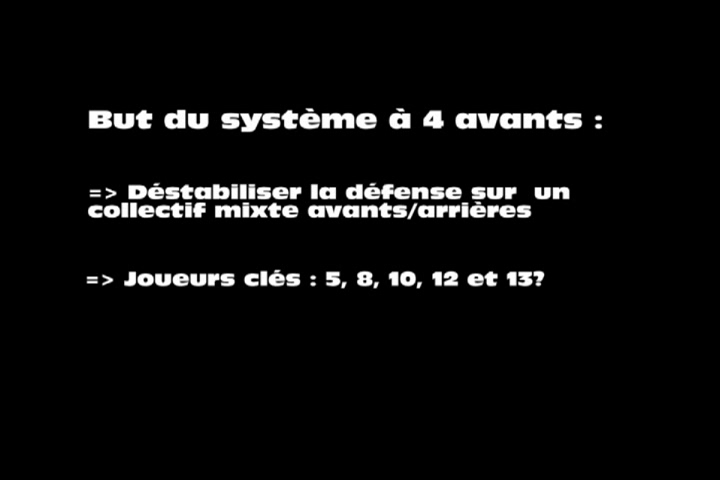 But du système à 4 avants :
=> Déstabiliser la défense sur  un
collectif mixte avants/arrières
=> Joueurs clés : 5, 8, 10, 12 et 13?